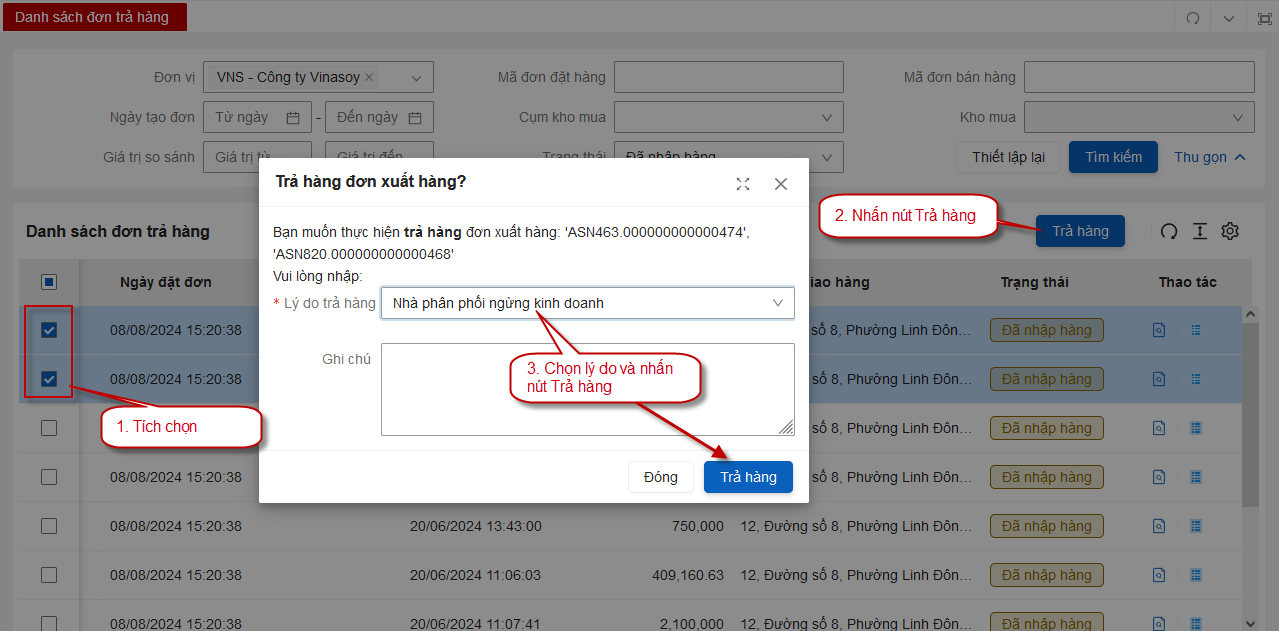 Danh sách đơn trả hàng
Đơn vị VNS - Công ty Vinasoy Mã đơn đặt hàng Mã đơn bán hàng
Ngày tạo đơn Từ ngày - Đến ngày Cụm kho mua Kho mua
Giá trị so sánh Giá trị từ Giá trị đến Trạng thái Đã nhập hàng Thiết lập lại Tìm kiếm Thu gọn
Trả hàng đơn xuất hàng?
Bạn muốn thực hiện trả hàng đơn xuất hàng: 'ASN463.000000000000474',
'ASN820.000000000000468'
Vui lòng nhập:
* Lý do trả hàng Nhà phân phối ngừng kinh doanh
Ghi chú
3. Chọn lý do và nhấn
nút Trả hàng
Đóng Trả hàng
2. Nhấn nút Trả hàng
Danh sách đơn trả hàng Trả hàng
Ngày đặt đơn iao hàng Trạng thái Thao tác
08/08/2024 15:20:38 số 8, Phường Linh Đôn... Đã nhập hàng
08/08/2024 15:20:38 số 8, Phường Linh Đôn... Đã nhập hàng
1. Tích chọn
số 8, Phường Linh Đôn... Đã nhập hàng
08/08/2024 15:20:38 số 8, Phường Linh Đôn... Đã nhập hàng
08/08/2024 15:20:38 20/06/2024 13:43:00 750,000 12, Đường số 8, Phường Linh Đôn... Đã nhập hàng
08/08/2024 15:20:38 20/06/2024 11:06:03 409,160.63 12, Đường số 8, Phường Linh Đôn... Đã nhập hàng
08/08/2024 15:20:38 20/06/2024 11:07:41 2,100,000 12, Đường số 8, Phường Linh Đôn... Đã nhập hàng